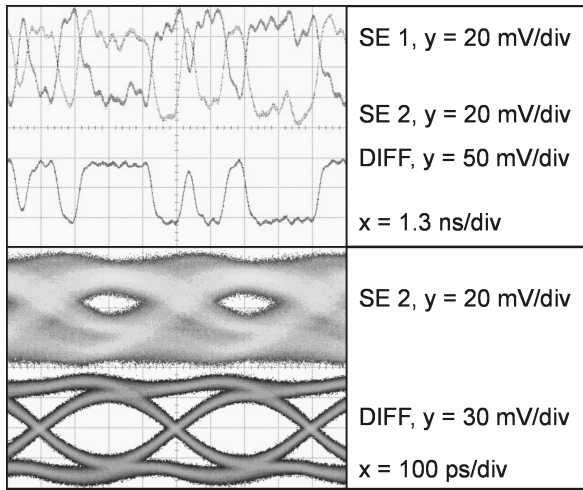 SE 1, y = 20 mV/div
SE 2, y = 20 mV/div
DIFF, y = 50 mV/div
x = 1.3 ns/div
SE 2, y = 20 mV/div
DIFF, y = 30 mV/div
x = 100 ps/div